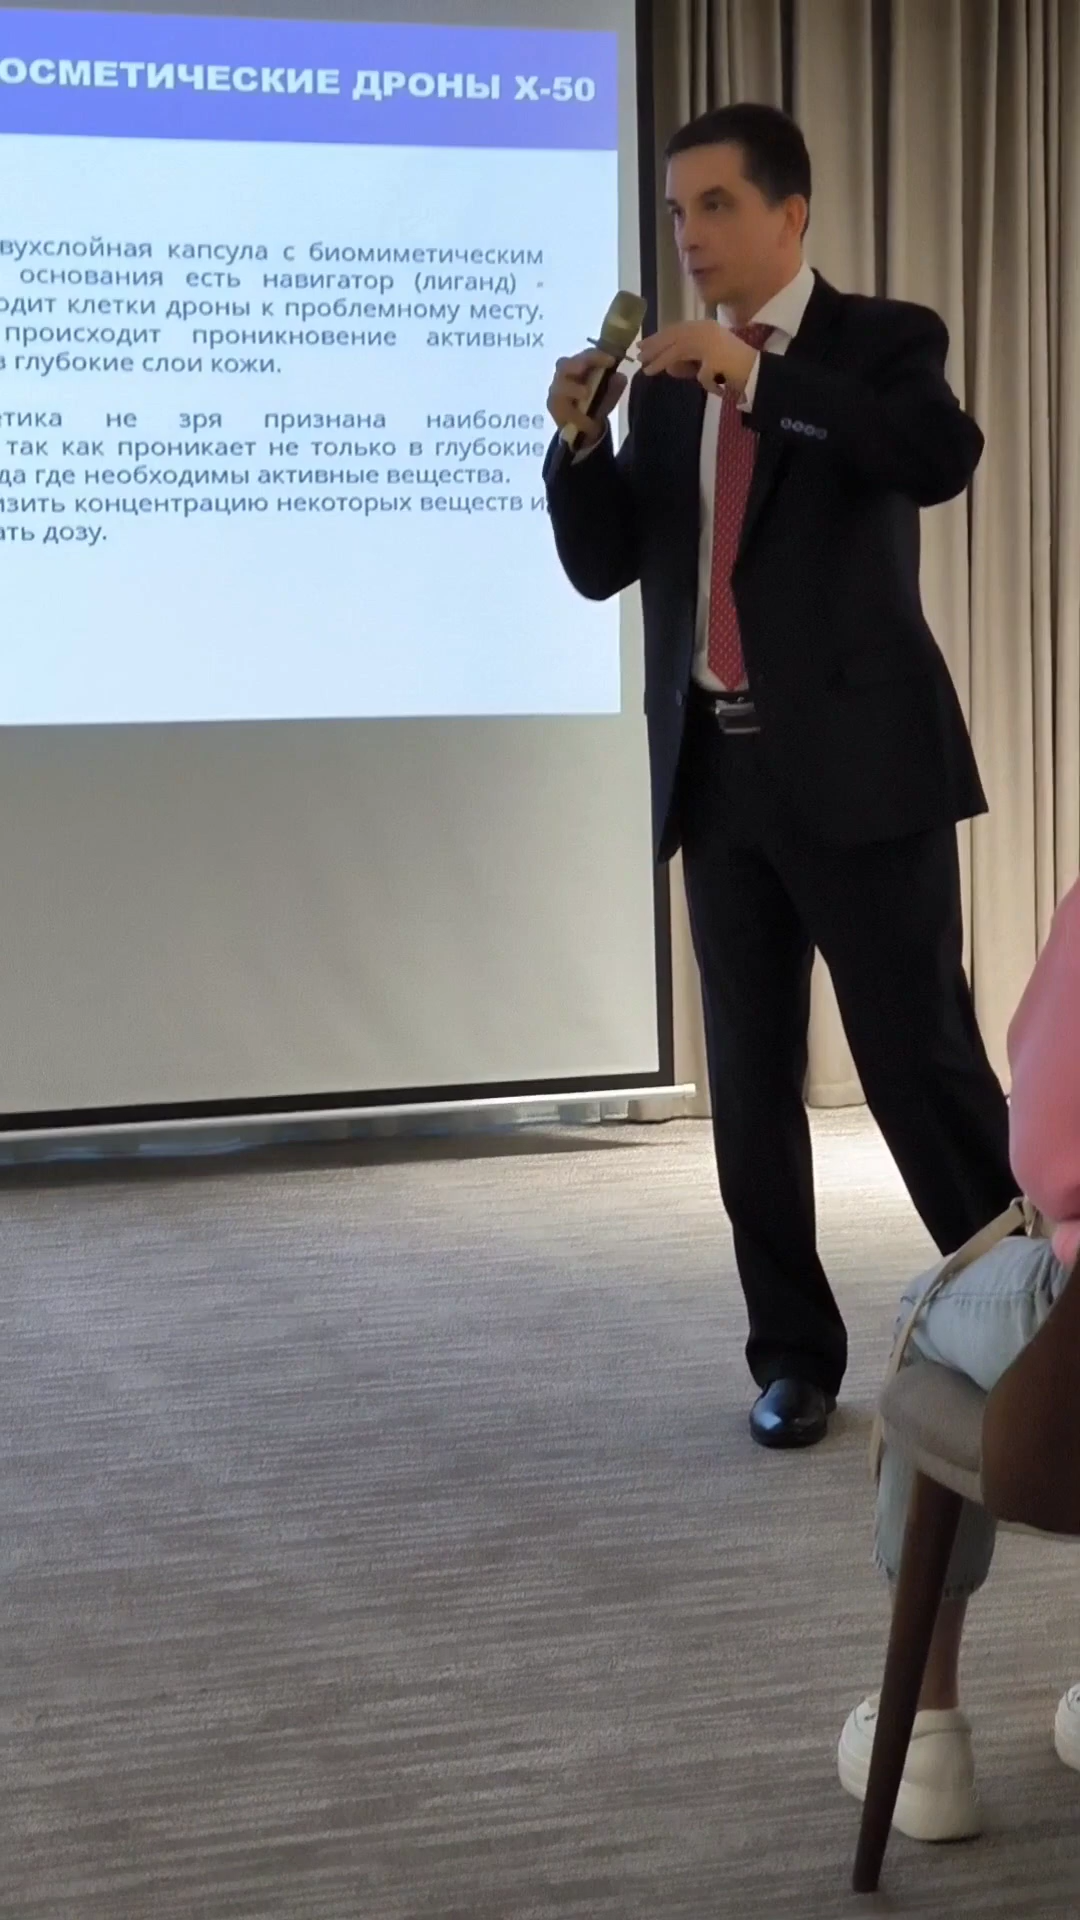 ОСМЕТИЧЕСКИЕ ДРОНЫ Х-50
вухслойная капсула с биомиметическим
основания есть навигатор (лиганд) -
одит клетки дроны к проблемному месту.
происходит проникновение активных
в глубокие слои кожи.
етика не зря признана наиболее
так как проникает не только в глубокие
да где необходимы активные вещества.
изить концентрацию некоторых веществ и
ать дозу.